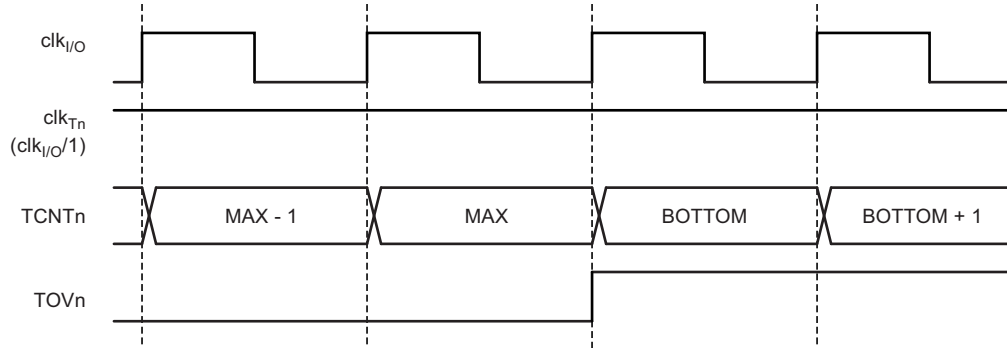 clkI/O
clkTn
(clkI/O/1)
TCNTn MAX - 1 MAX BOTTOM BOTTOM + 1
TOVn